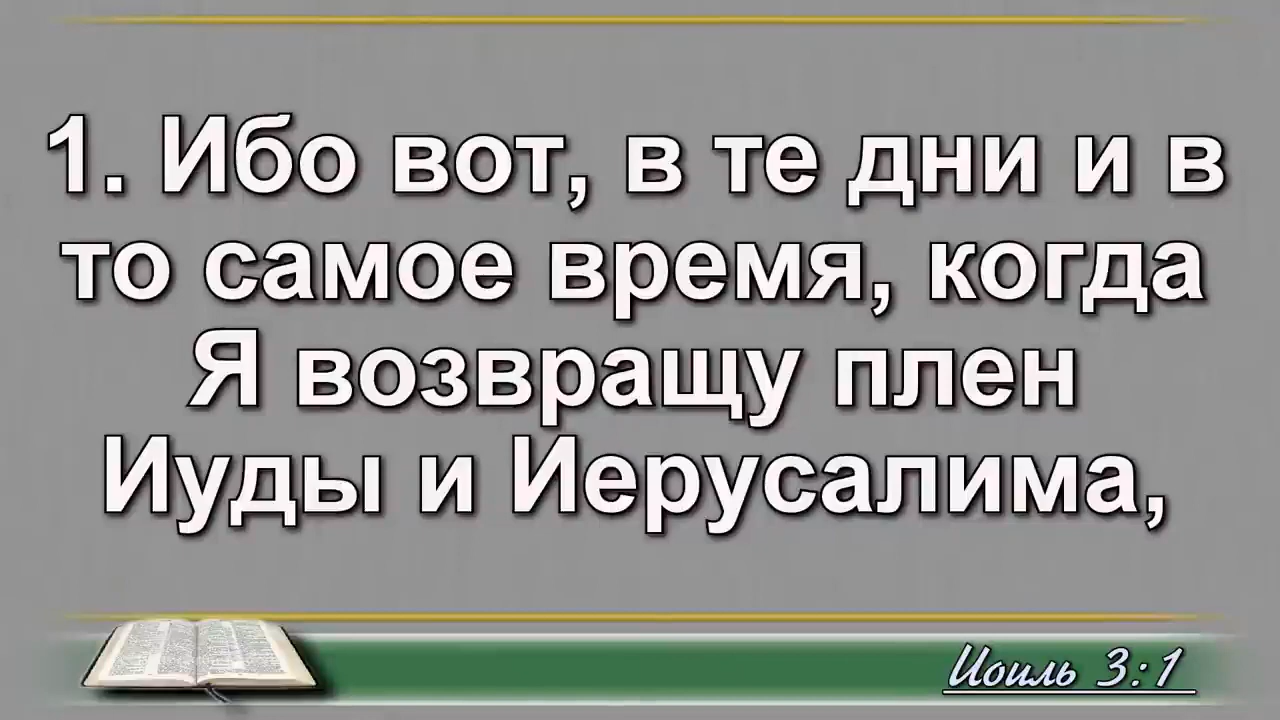 1. Ибо вот, в те дни и в
то самое время, когда
Я возвращу плен
Иуды и Иерусалима,
Иоиль 3:1